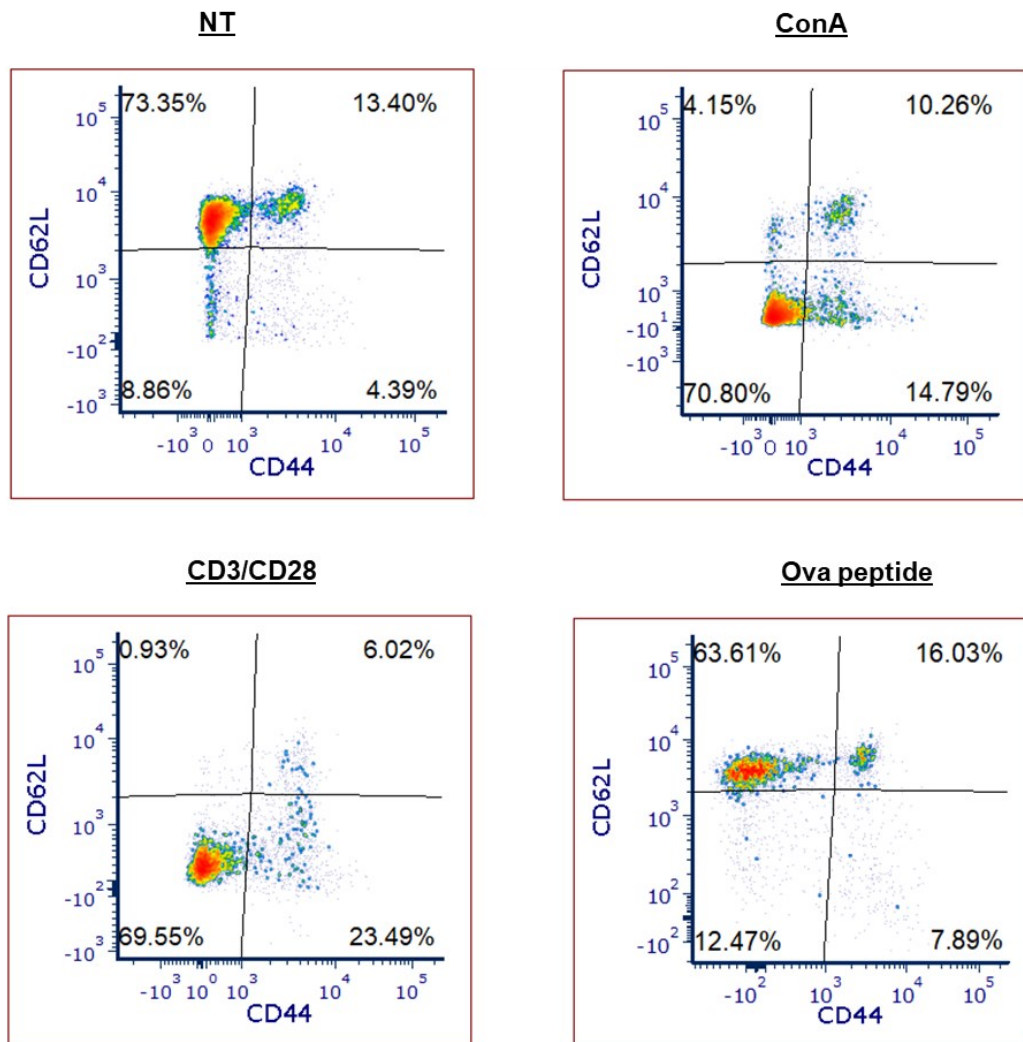 NT
73.35% 13.40%
10^5
10^4
10^3
-10^2
-10^3
CD62L
8.86% 4.39%
-10^3 0 10^3 10^4 10^5
CD44
ConA
4.15% 10.26%
10^5
10^4
10^3
-10^1
-10^3
CD62L
70.80% 14.79%
-10^3 0 10^3 10^4 10^5
CD44
CD3/CD28
0.93% 6.02%
10^5
10^4
10^3
-10^2
-10^3
CD62L
69.55% 23.49%
-10^3 0 10^3 10^4 10^5
CD44
Ova peptide
63.61% 16.03%
10^5
10^4
10^3
10^2
-10^2
CD62L
12.47% 7.89%
-10^2 10^3 10^4 10^5
CD44